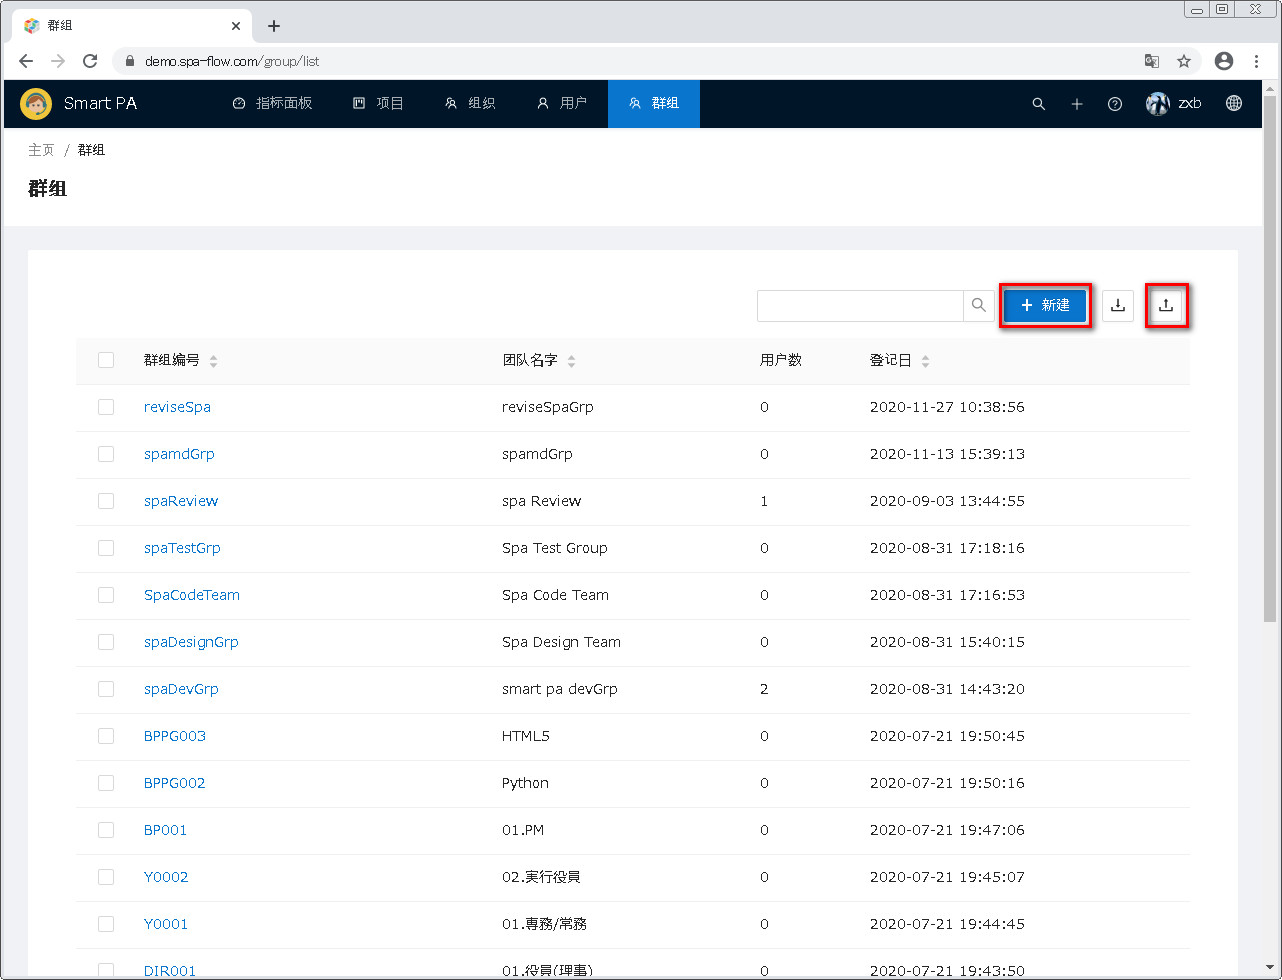 群组
demo.spa-flow.com/group/list
Smart PA 指标面板 项目 组织 用户 群组 zxb
主页 / 群组
群组
+ 新建
群组编号 团队名字 用户数 登记日
reviseSpa reviseSpaGrp 0 2020-11-27 10:38:56
spamdGrp spamdGrp 0 2020-11-13 15:39:13
spaReview spa Review 1 2020-09-03 13:44:55
spaTestGrp Spa Test Group 0 2020-08-31 17:18:16
SpaCodeTeam Spa Code Team 0 2020-08-31 17:16:53
spaDesignGrp Spa Design Team 0 2020-08-31 15:40:15
spaDevGrp smart pa devGrp 2 2020-08-31 14:43:20
BPPG003 HTML5 0 2020-07-21 19:50:45
BPPG002 Python 0 2020-07-21 19:50:16
BP001 01.PM 0 2020-07-21 19:47:06
Y0002 02.実行役員 0 2020-07-21 19:45:07
Y0001 01.専務/常務 0 2020-07-21 19:44:45
DIR001 01.役員(理事) 0 2020-07-21 19:43:50